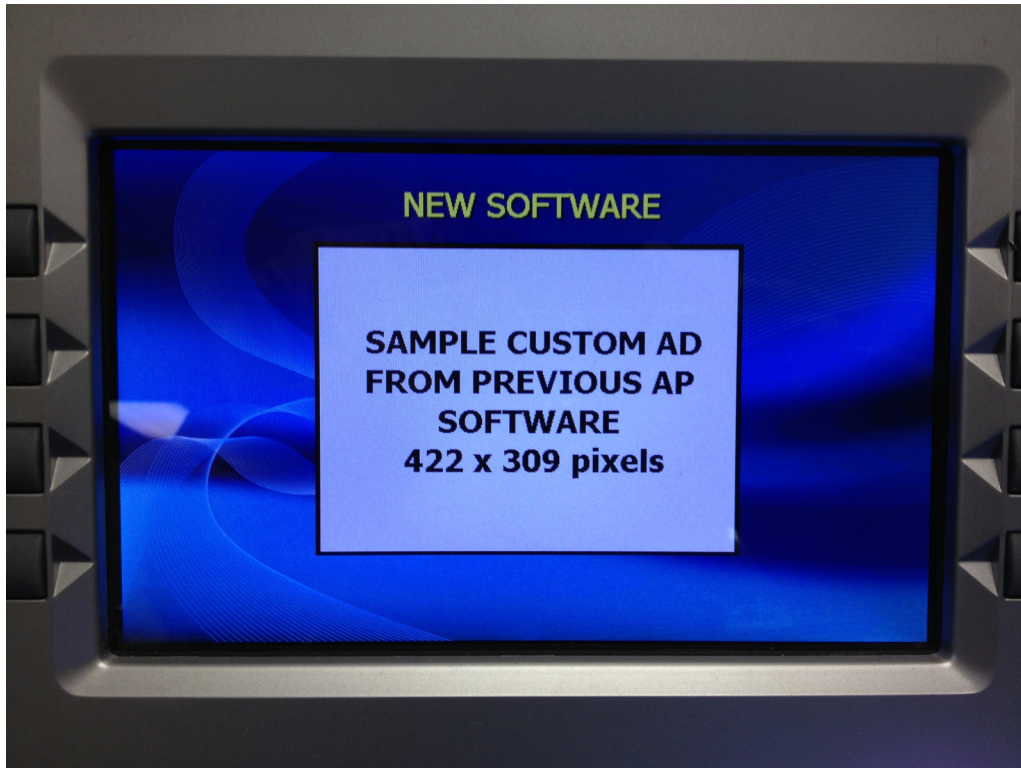 NEW SOFTWARE
SAMPLE CUSTOM AD
FROM PREVIOUS AP
SOFTWARE
422 x 309 pixels